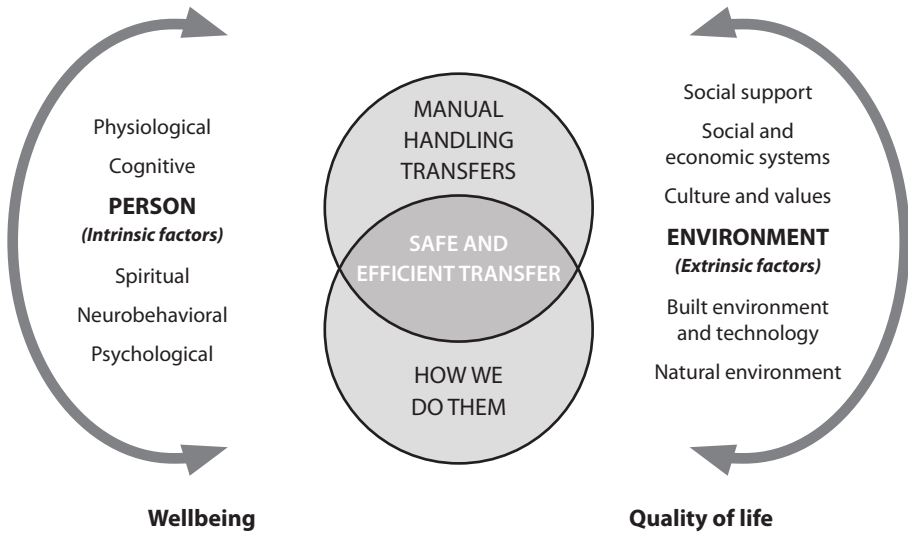 Physiological
Cognitive
PERSON
(Intrinsic factors)
Spiritual
Neurobehavioral
Psychological
MANUAL
HANDLING
TRANSFERS
SAFE AND
EFFICIENT TRANSFER
HOW WE
DO THEM
Social support
Social and
economic systems
Culture and values
ENVIRONMENT
(Extrinsic factors)
Built environment
and technology
Natural environment
Wellbeing
Quality of life